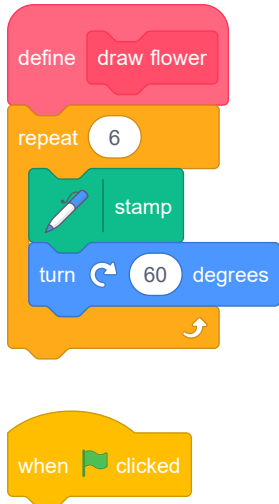 define draw flower
repeat 6
stamp
turn 60 degrees
when clicked